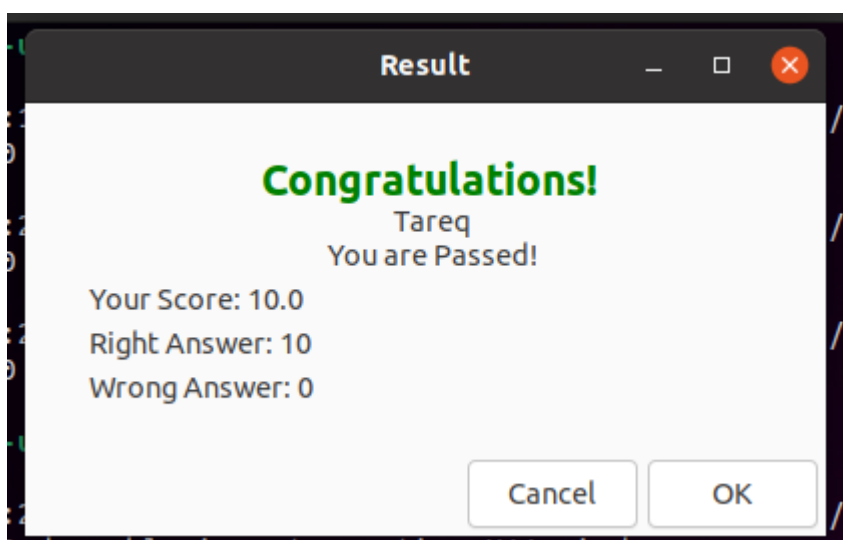 Result
Congratulations!
Tareq
You are Passed!
Your Score: 10.0
Right Answer: 10
Wrong Answer: 0
Cancel OK